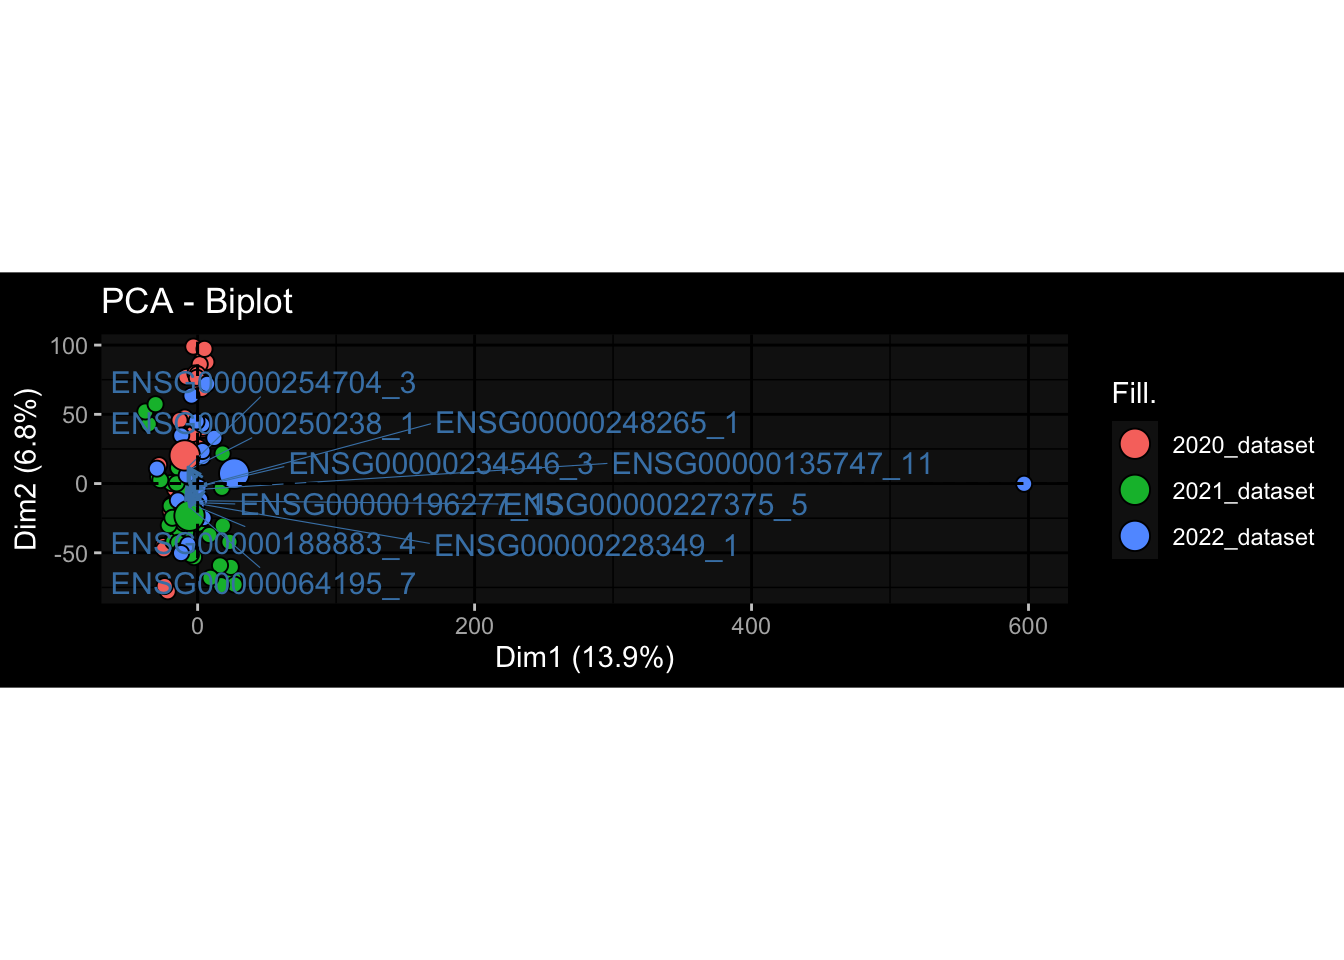 PCA - Biplot
100
50
0
-50
Dim2 (6.8%)
ENSG00000254704_3
ENSG00000250238_1
ENSG00000248265_1
ENSG00000234546_3
ENSG00000135747_11
ENSG00000196277_15
ENSG00000227375_5
ENSG00000188883_4
ENSG00000228349_1
ENSG00000064195_7
0
200
400
600
Dim1 (13.9%)
Fill.
2020_dataset
2021_dataset
2022_dataset